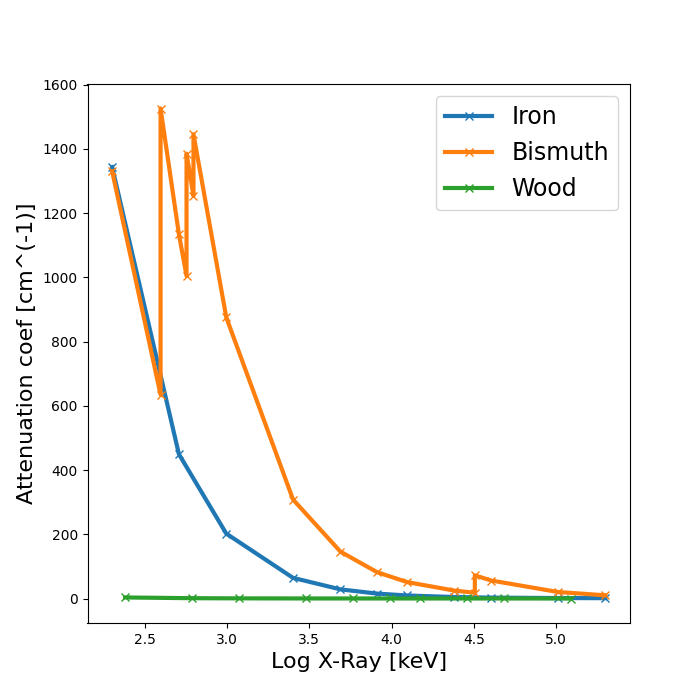 Iron
Bismuth
Wood
1600
1400
1200
1000
800
600
400
200
0
Attenuation coef [cm^(-1)]
2.5 3.0 3.5 4.0 4.5 5.0
Log X-Ray [keV]